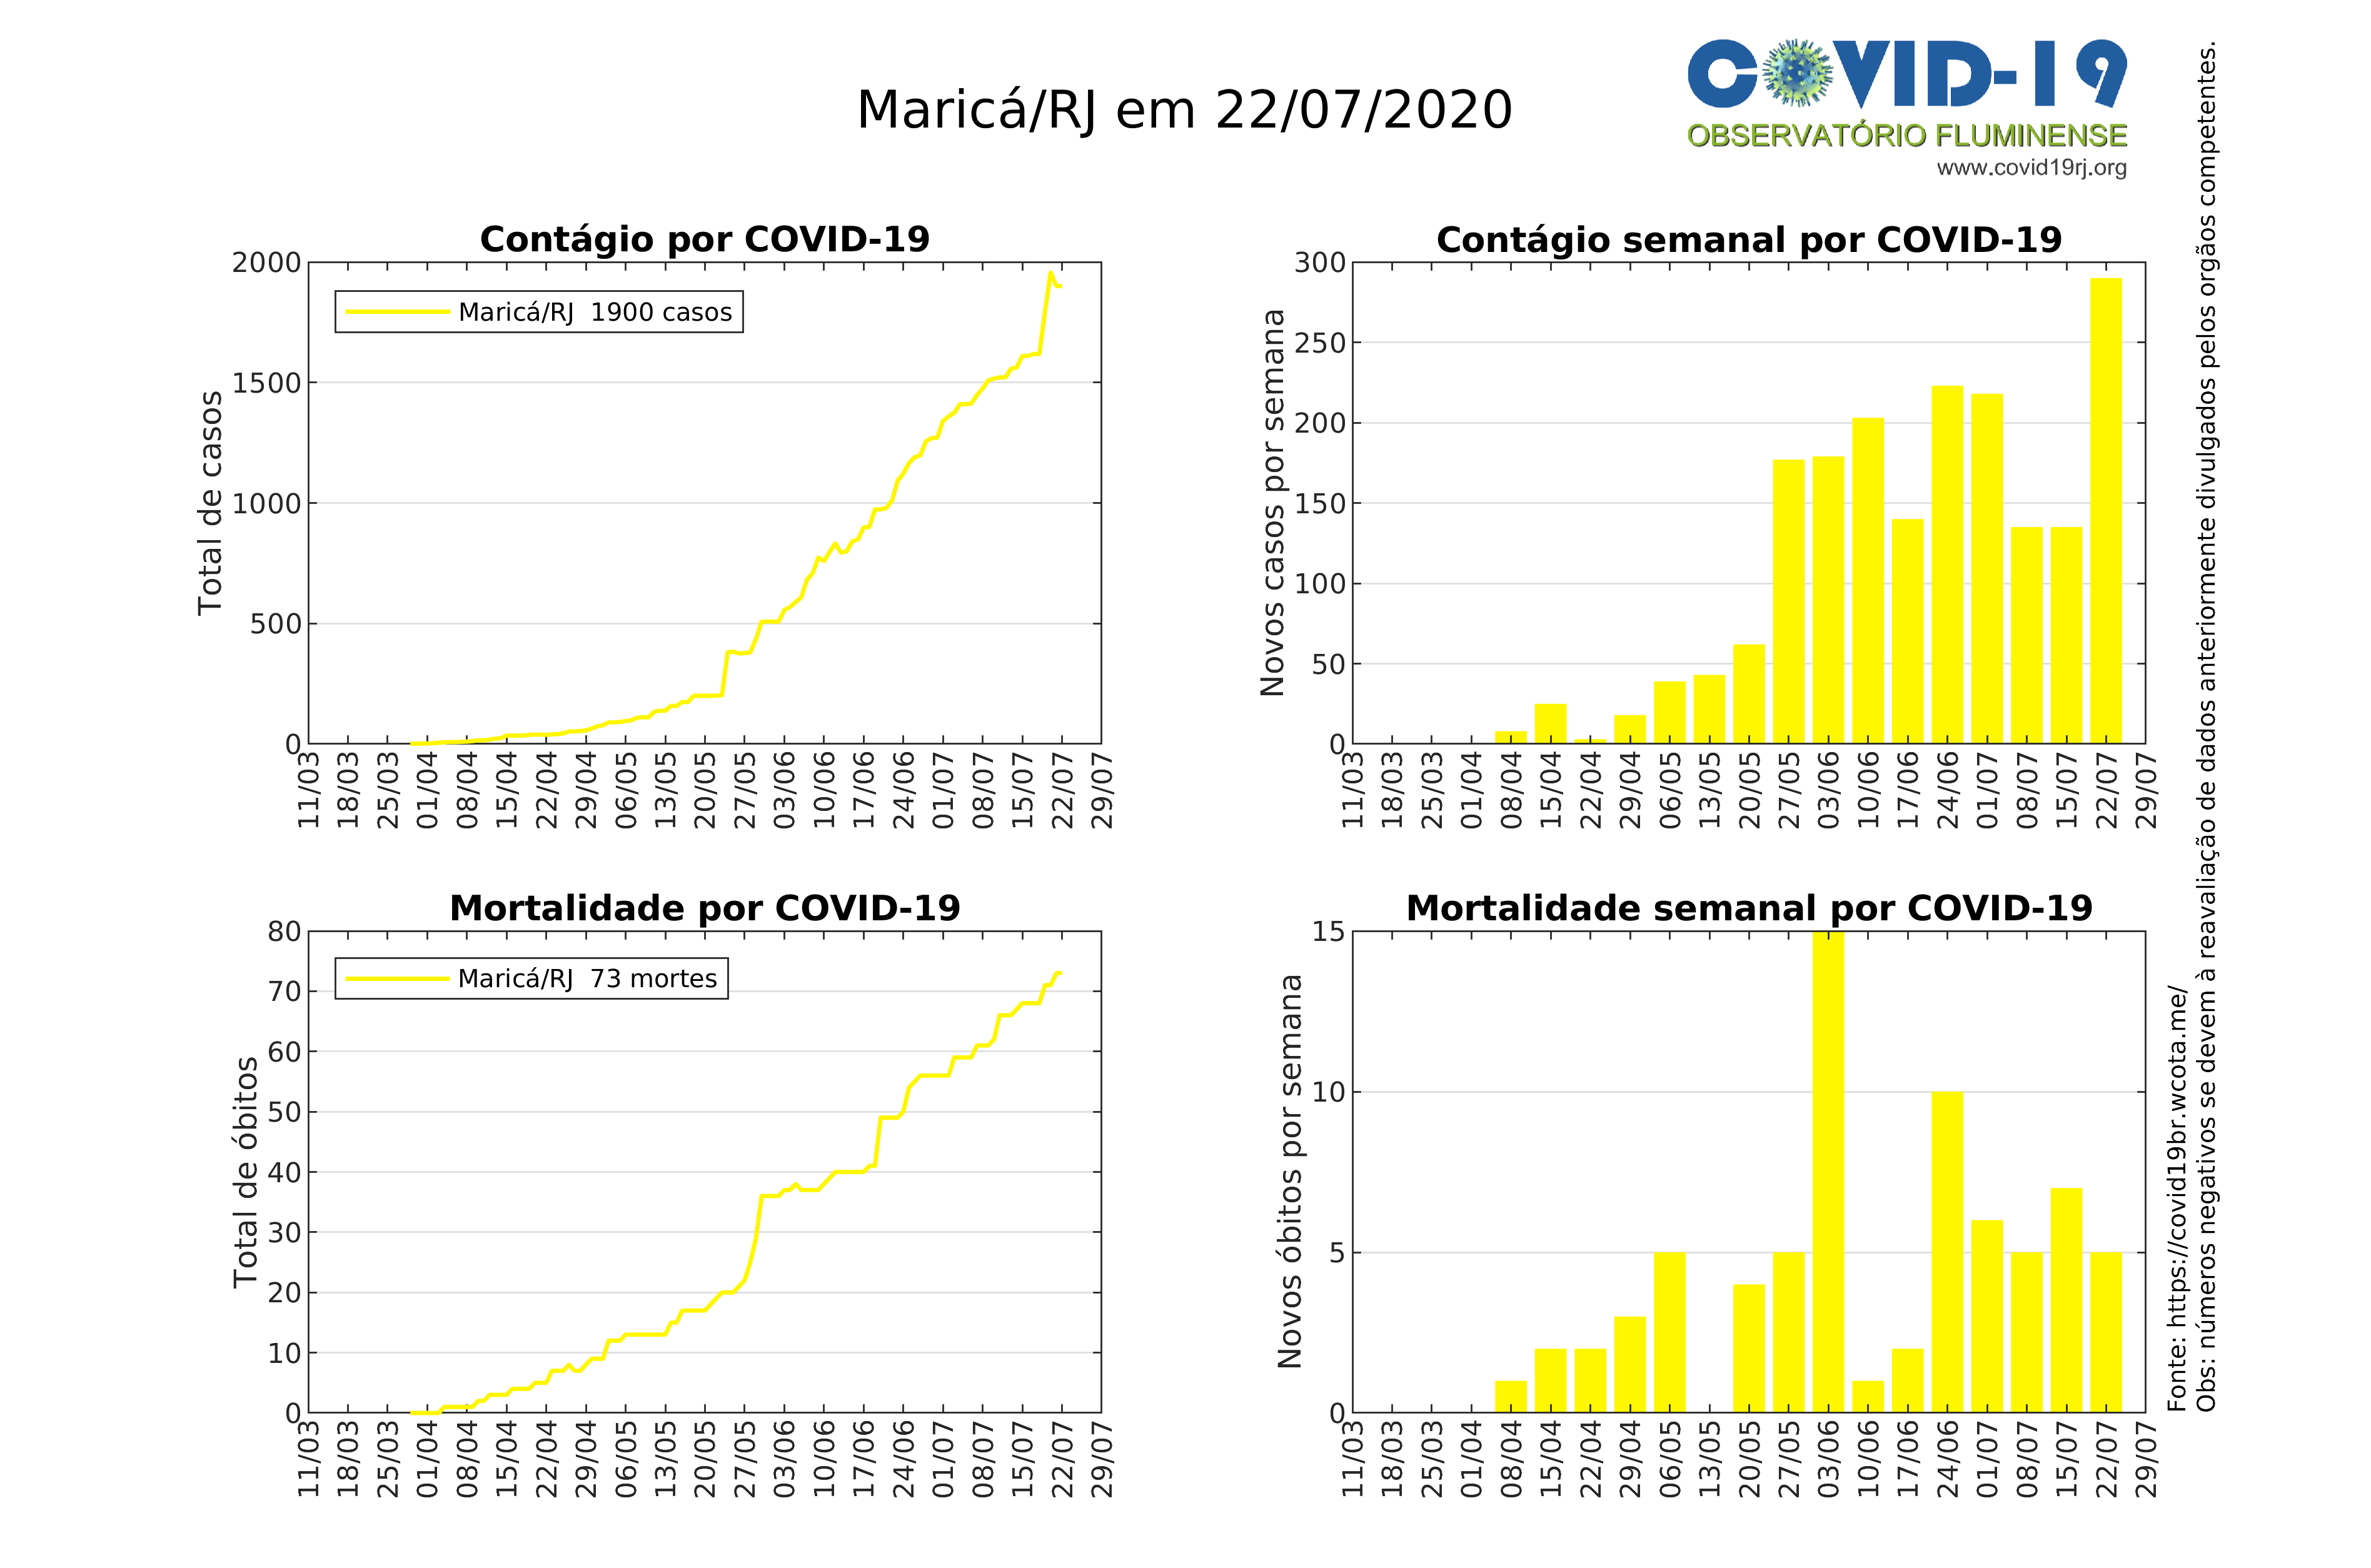 Maricá/RJ em 22/07/2020
COVID-19
OBSERVATÓRIO FLUMINENSE
www.covid19rj.org
Contágio por COVID-19
Total de casos
2000
1500
1000
500
0
Maricá/RJ 1900 casos
11/03 18/03 25/03 01/04 08/04 15/04 22/04 29/04 06/05 13/05 20/05 27/05 03/06 10/06 17/06 24/06 01/07 08/07 15/07 22/07 29/07
Contágio semanal por COVID-19
Novos casos por semana
300
250
200
150
100
50
0
11/03 18/03 25/03 01/04 08/04 15/04 22/04 29/04 06/05 13/05 20/05 27/05 03/06 10/06 17/06 24/06 01/07 08/07 15/07 22/07 29/07
Mortalidade por COVID-19
Total de óbitos
80
70
60
50
40
30
20
10
0
Maricá/RJ 73 mortes
11/03 18/03 25/03 01/04 08/04 15/04 22/04 29/04 06/05 13/05 20/05 27/05 03/06 10/06 17/06 24/06 01/07 08/07 15/07 22/07 29/07
Mortalidade semanal por COVID-19
Novos óbitos por semana
15
10
5
0
11/03 18/03 25/03 01/04 08/04 15/04 22/04 29/04 06/05 13/05 20/05 27/05 03/06 10/06 17/06 24/06 01/07 08/07 15/07 22/07 29/07
Fonte: https://covid19br.wcota.me/
Obs: números negativos se devem à reavaliação de dados anteriormente divulgados pelos orgãos competentes.